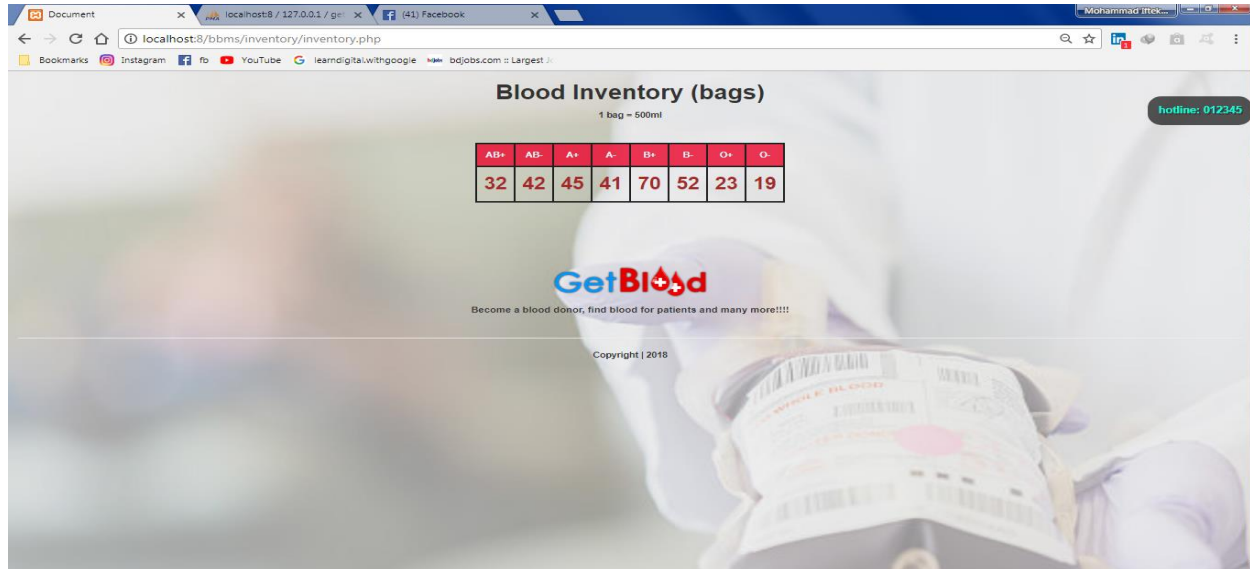 Document
localhost:8 / 127.0.0.1 / get
(41) Facebook
Mohammad Iftek...
localhost:8/bbms/inventory/inventory.php
Bookmarks Instagram fb YouTube learndigital.withgoogle bdjobs.com :: Largest
Blood Inventory (bags)
1 bag = 500ml
hotline: 012345
AB+ AB- A+ A- B+ B- O+ O-
32 42 45 41 70 52 23 19
GetBlood
Become a blood donor, find blood for patients and many more!!!!
Copyright | 2018
WHOLE BLOOD